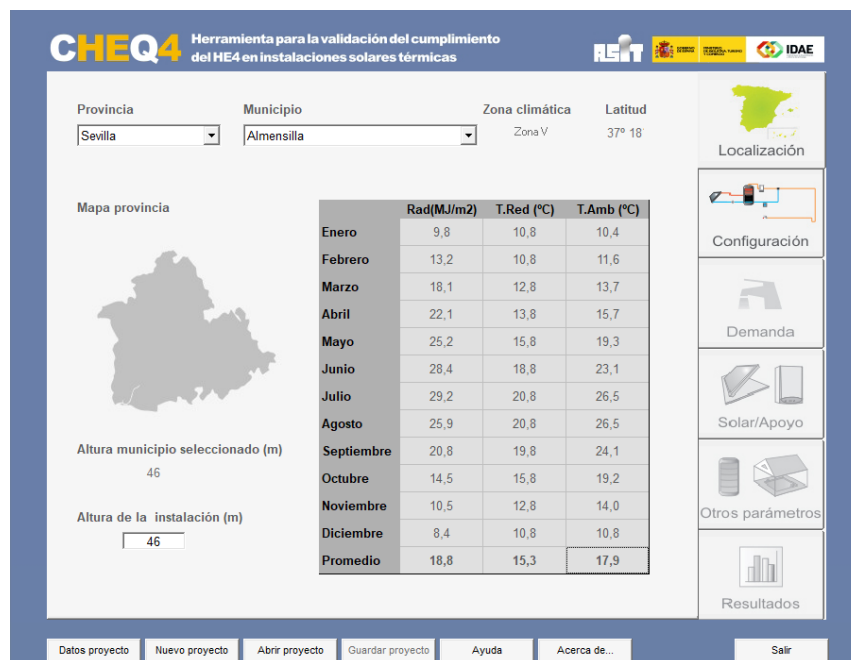 CHEQ4
Herramienta para la validación del cumplimiento
del HE4 en instalaciones solares térmicas
ASIT
IDAE
Provincia Municipio Zona climática Latitud
Sevilla Almensilla Zona V 37º 18'
Localización
Mapa provincia
Rad(MJ/m2) T.Red (ºC) T.Amb (ºC)
Enero 9,8 10,8 10,4
Febrero 13,2 10,8 11,6
Marzo 18,1 12,8 13,7
Abril 22,1 13,8 15,7
Mayo 25,2 15,8 19,3
Junio 28,4 18,8 23,1
Julio 29,2 20,8 26,5
Agosto 25,9 20,8 26,5
Septiembre 20,8 19,8 24,1
Octubre 14,5 15,8 19,2
Noviembre 10,5 12,8 14,0
Diciembre 8,4 10,8 10,8
Promedio 18,8 15,3 17,9
Altura municipio seleccionado (m)
46
Altura de la instalación (m)
46
Configuración
Demanda
Solar/Apoyo
Otros parámetros
Resultados
Datos proyecto Nuevo proyecto Abrir proyecto Guardar proyecto Ayuda Acerca de... Salir